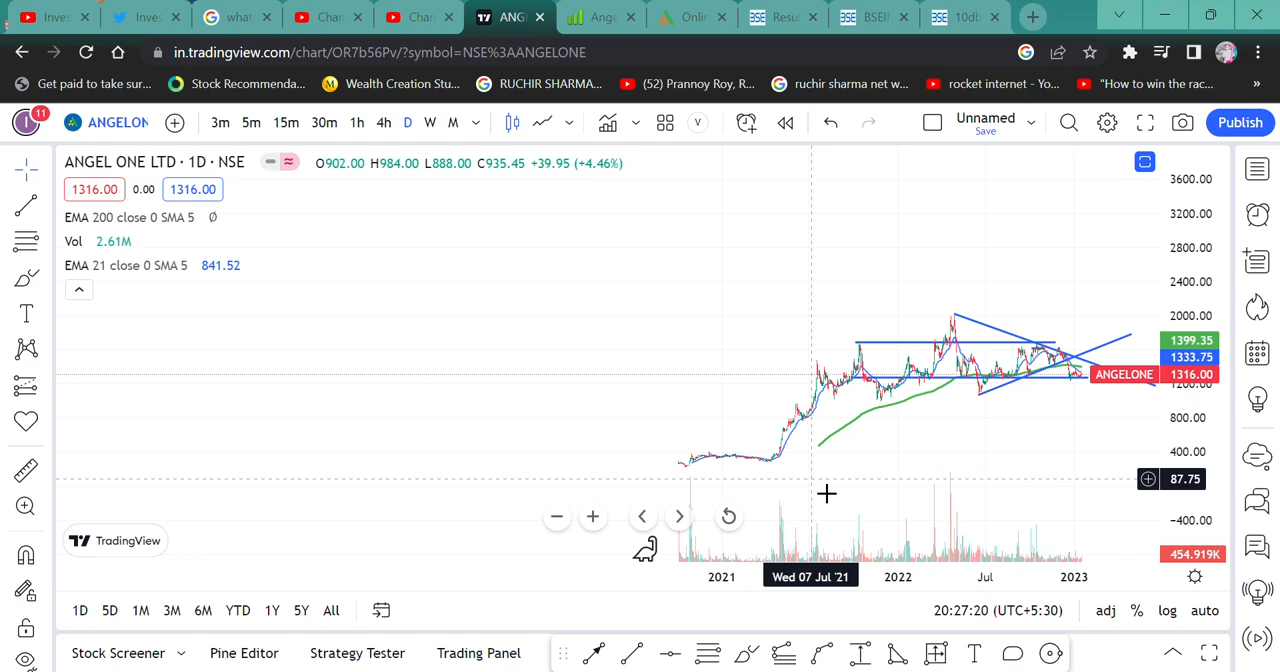 Inves
Inves
what
Chan
Chan
ANGI
Ange
Onlin
Resul
BSEIN
10db
in.tradingview.com/chart/OR7b56Pv/?symbol=NSE%3AANGELONE
Get paid to take sur...
Stock Recommenda...
Wealth Creation Stu...
RUCHIR SHARMA...
(52) Prannoy Roy, R...
ruchir sharma net w...
rocket internet - Yo...
"How to win the rac...
»
I 11 ANGELON 3m 5m 15m 30m 1h 4h D W M V Unnamed Save Publish
ANGEL ONE LTD · 1D · NSE O902.00 H984.00 L888.00 C935.45 +39.95 (+4.46%)
1316.00 0.00 1316.00
EMA 200 close 0 SMA 5 Ø
Vol 2.61M
EMA 21 close 0 SMA 5 841.52
3600.00
3200.00
2800.00
2400.00
2000.00
1399.35
1333.75
ANGELONE 1316.00
1200.00
800.00
400.00
87.75
−400.00
454.919K
TradingView
2021 Wed 07 Jul '21 2022 Jul 2023
1D 5D 1M 3M 6M YTD 1Y 5Y All 20:27:20 (UTC+5:30) adj % log auto
Stock Screener Pine Editor Strategy Tester Trading Panel T